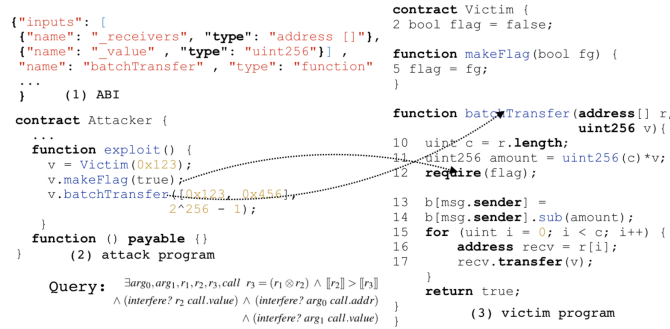 {"inputs": [
{"name": "_receivers", "type": "address []"},
{"name": "_value" , "type": "uint256"}] ,
"name": "batchTransfer" , "type": "function"
...
}
(1) ABI
contract Attacker {
...
function exploit() {
v = Victim(0x123);
v.makeFlag(true);
v.batchTransfer([0x123, 0x456],
2^256 - 1);
}
function () payable {}
}
(2) attack program
Query: ∃arg₀,arg₁,r₁,r₂,r₃,call r₃ = (r₁⊗r₂) ∧ ⟦r₂⟧ > ⟦r₃⟧
∧ (interfere? r₂ call.value) ∧ (interfere? arg₀ call.addr)
∧ (interfere? arg₁ call.value)
contract Victim {
2 bool flag = false;
function makeFlag(bool fg) {
5 flag = fg;
}
function batchTransfer(address[] r,
uint256 v){
10 uint c = r.length;
11 uint256 amount = uint256(c)*v;
12 require(flag);
13 b[msg.sender] =
14 b[msg.sender].sub(amount);
15 for (uint i = 0; i < c; i++) {
16 address recv = r[i];
17 recv.transfer(v);
}
return true;
}
}
(3) victim program